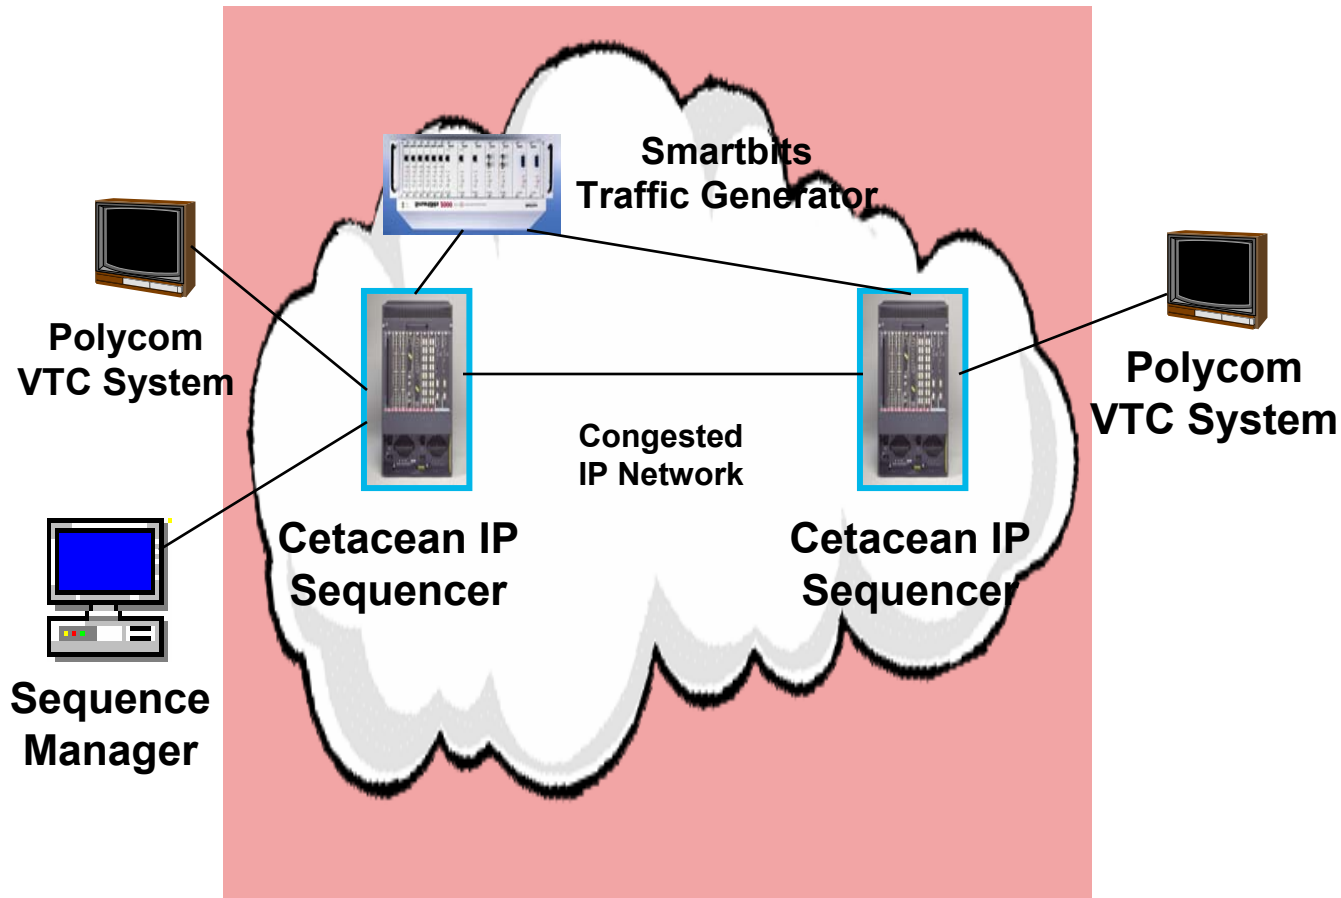 Smartbits
Traffic Generator
Polycom
VTC System
Polycom
VTC System
Congested
IP Network
Cetacean IP
Sequencer
Cetacean IP
Sequencer
Sequence
Manager